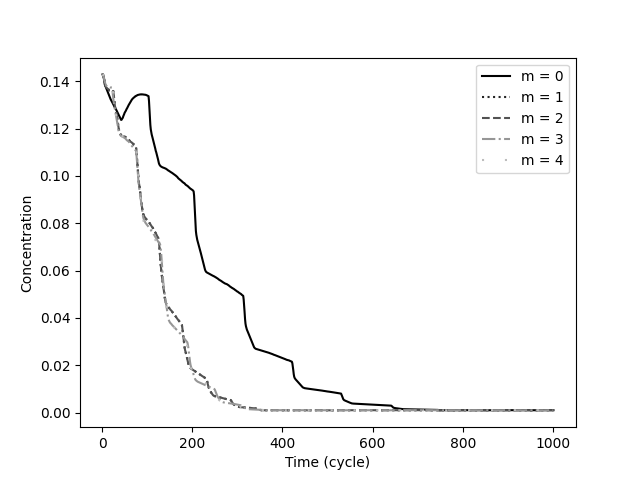 m = 0
m = 1
m = 2
m = 3
m = 4
0.14
0.12
0.10
0.08
0.06
0.04
0.02
0.00
Concentration
0
200
400
600
800
1000
Time (cycle)